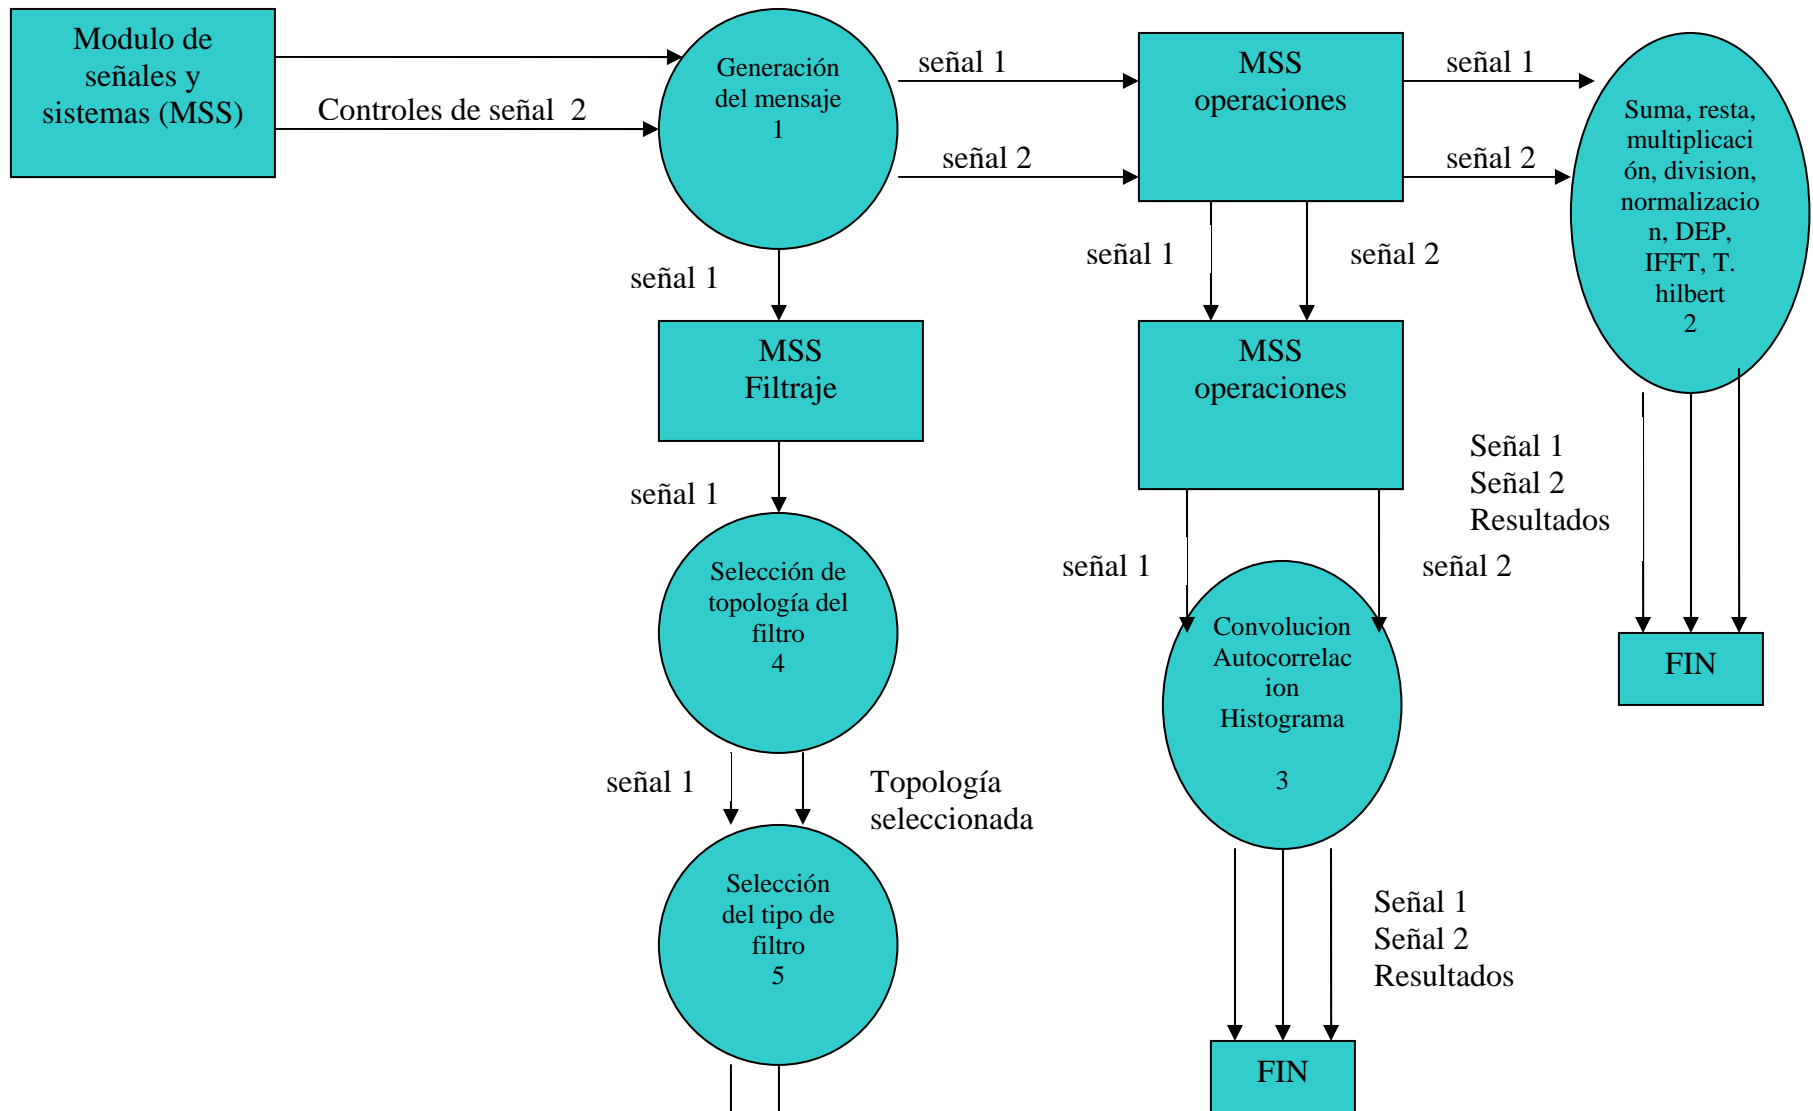 Modulo de
señales y
sistemas (MSS)
Controles de señal  2
Generación
del mensaje
1
señal 1
señal 2
MSS
operaciones
señal 1
señal 2
Suma, resta,
multiplicaci
ón, division,
normalizacio
n, DEP,
IFFT, T.
hilbert
2
señal 1
señal 1
señal 2
MSS
Filtraje
MSS
operaciones
señal 1
Señal 1
Señal 2
Resultados
señal 1
señal 2
Selección de
topología del
filtro
4
Convolucion
Autocorrelac
ion
Histograma
3
FIN
señal 1
Topología
seleccionada
Selección
del tipo de
filtro
5
Señal 1
Señal 2
Resultados
FIN